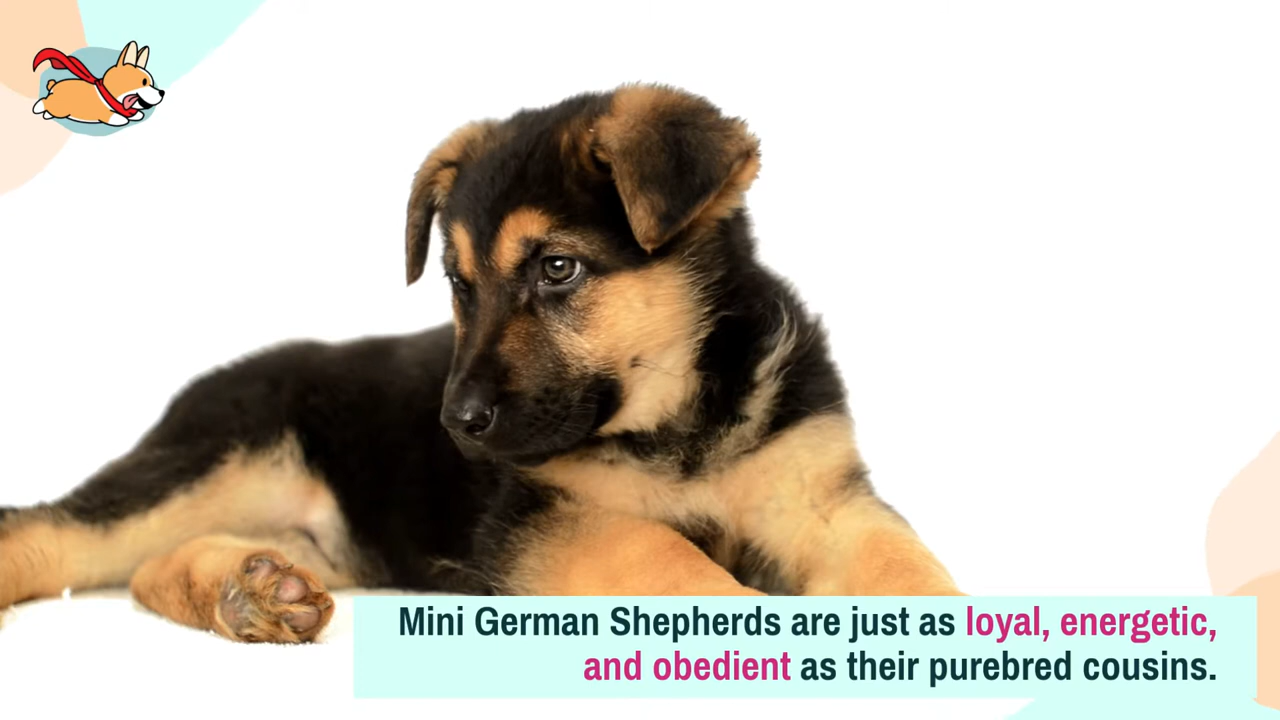 Mini German Shepherds are just as loyal, energetic,
and obedient as their purebred cousins.